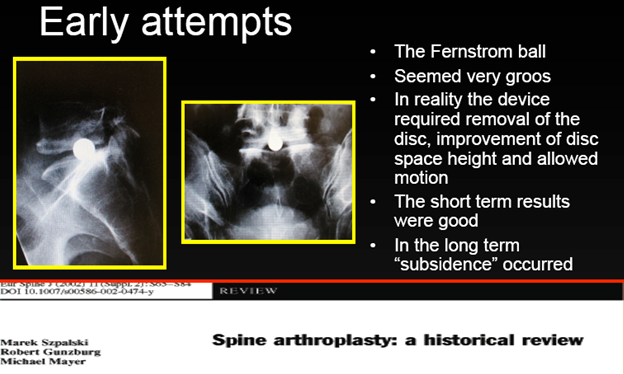 Early attempts
• The Fernstrom ball
• Seemed very groos
• In reality the device
required removal of the
disc, improvement of disc
space height and allowed
motion
• The short term results
were good
• In the long term
“subsidence” occurred
Eur Spine J (2002) 11 (Suppl. 2) :S65–S84
DOI 10.1007/s00586-002-0474-y
REVIEW
Marek Szpalski
Robert Gunzburg
Michael Mayer
Spine arthroplasty: a historical review